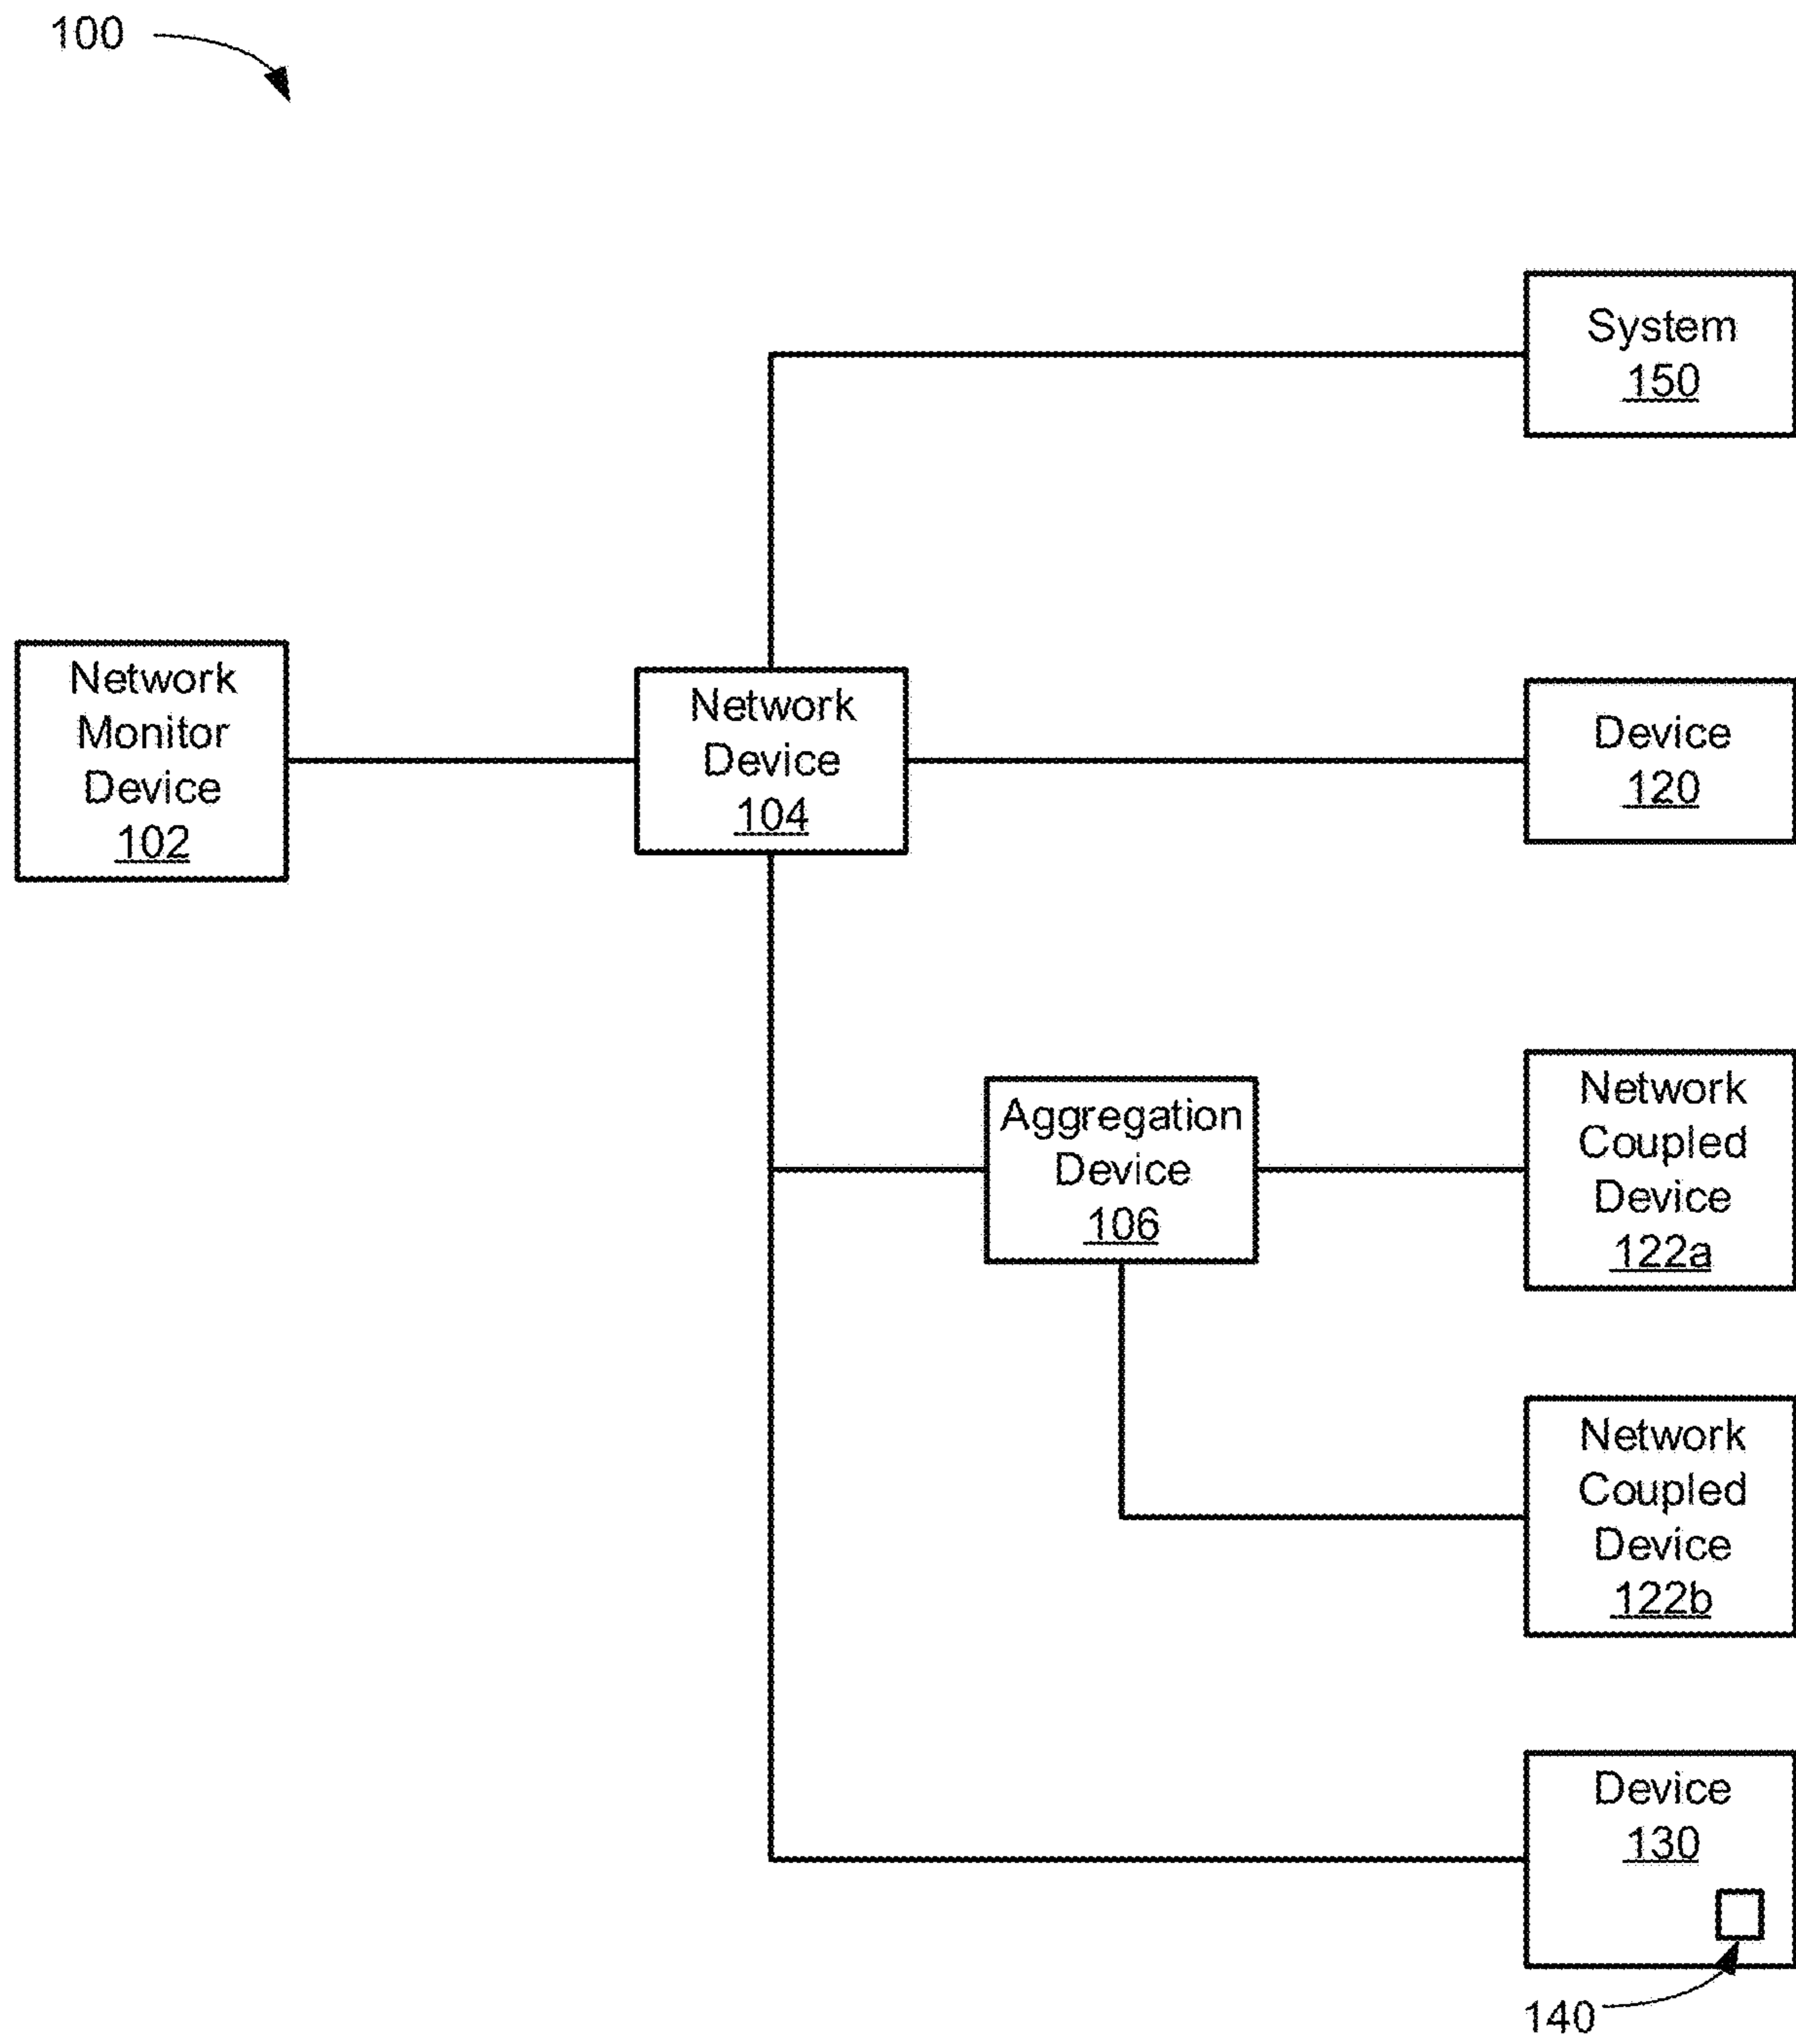 100
System
150
Network
Monitor
Device
102
Network
Device
104
Device
120
Aggregation
Device
106
Network
Coupled
Device
122a
Network
Coupled
Device
122b
Device
130
140